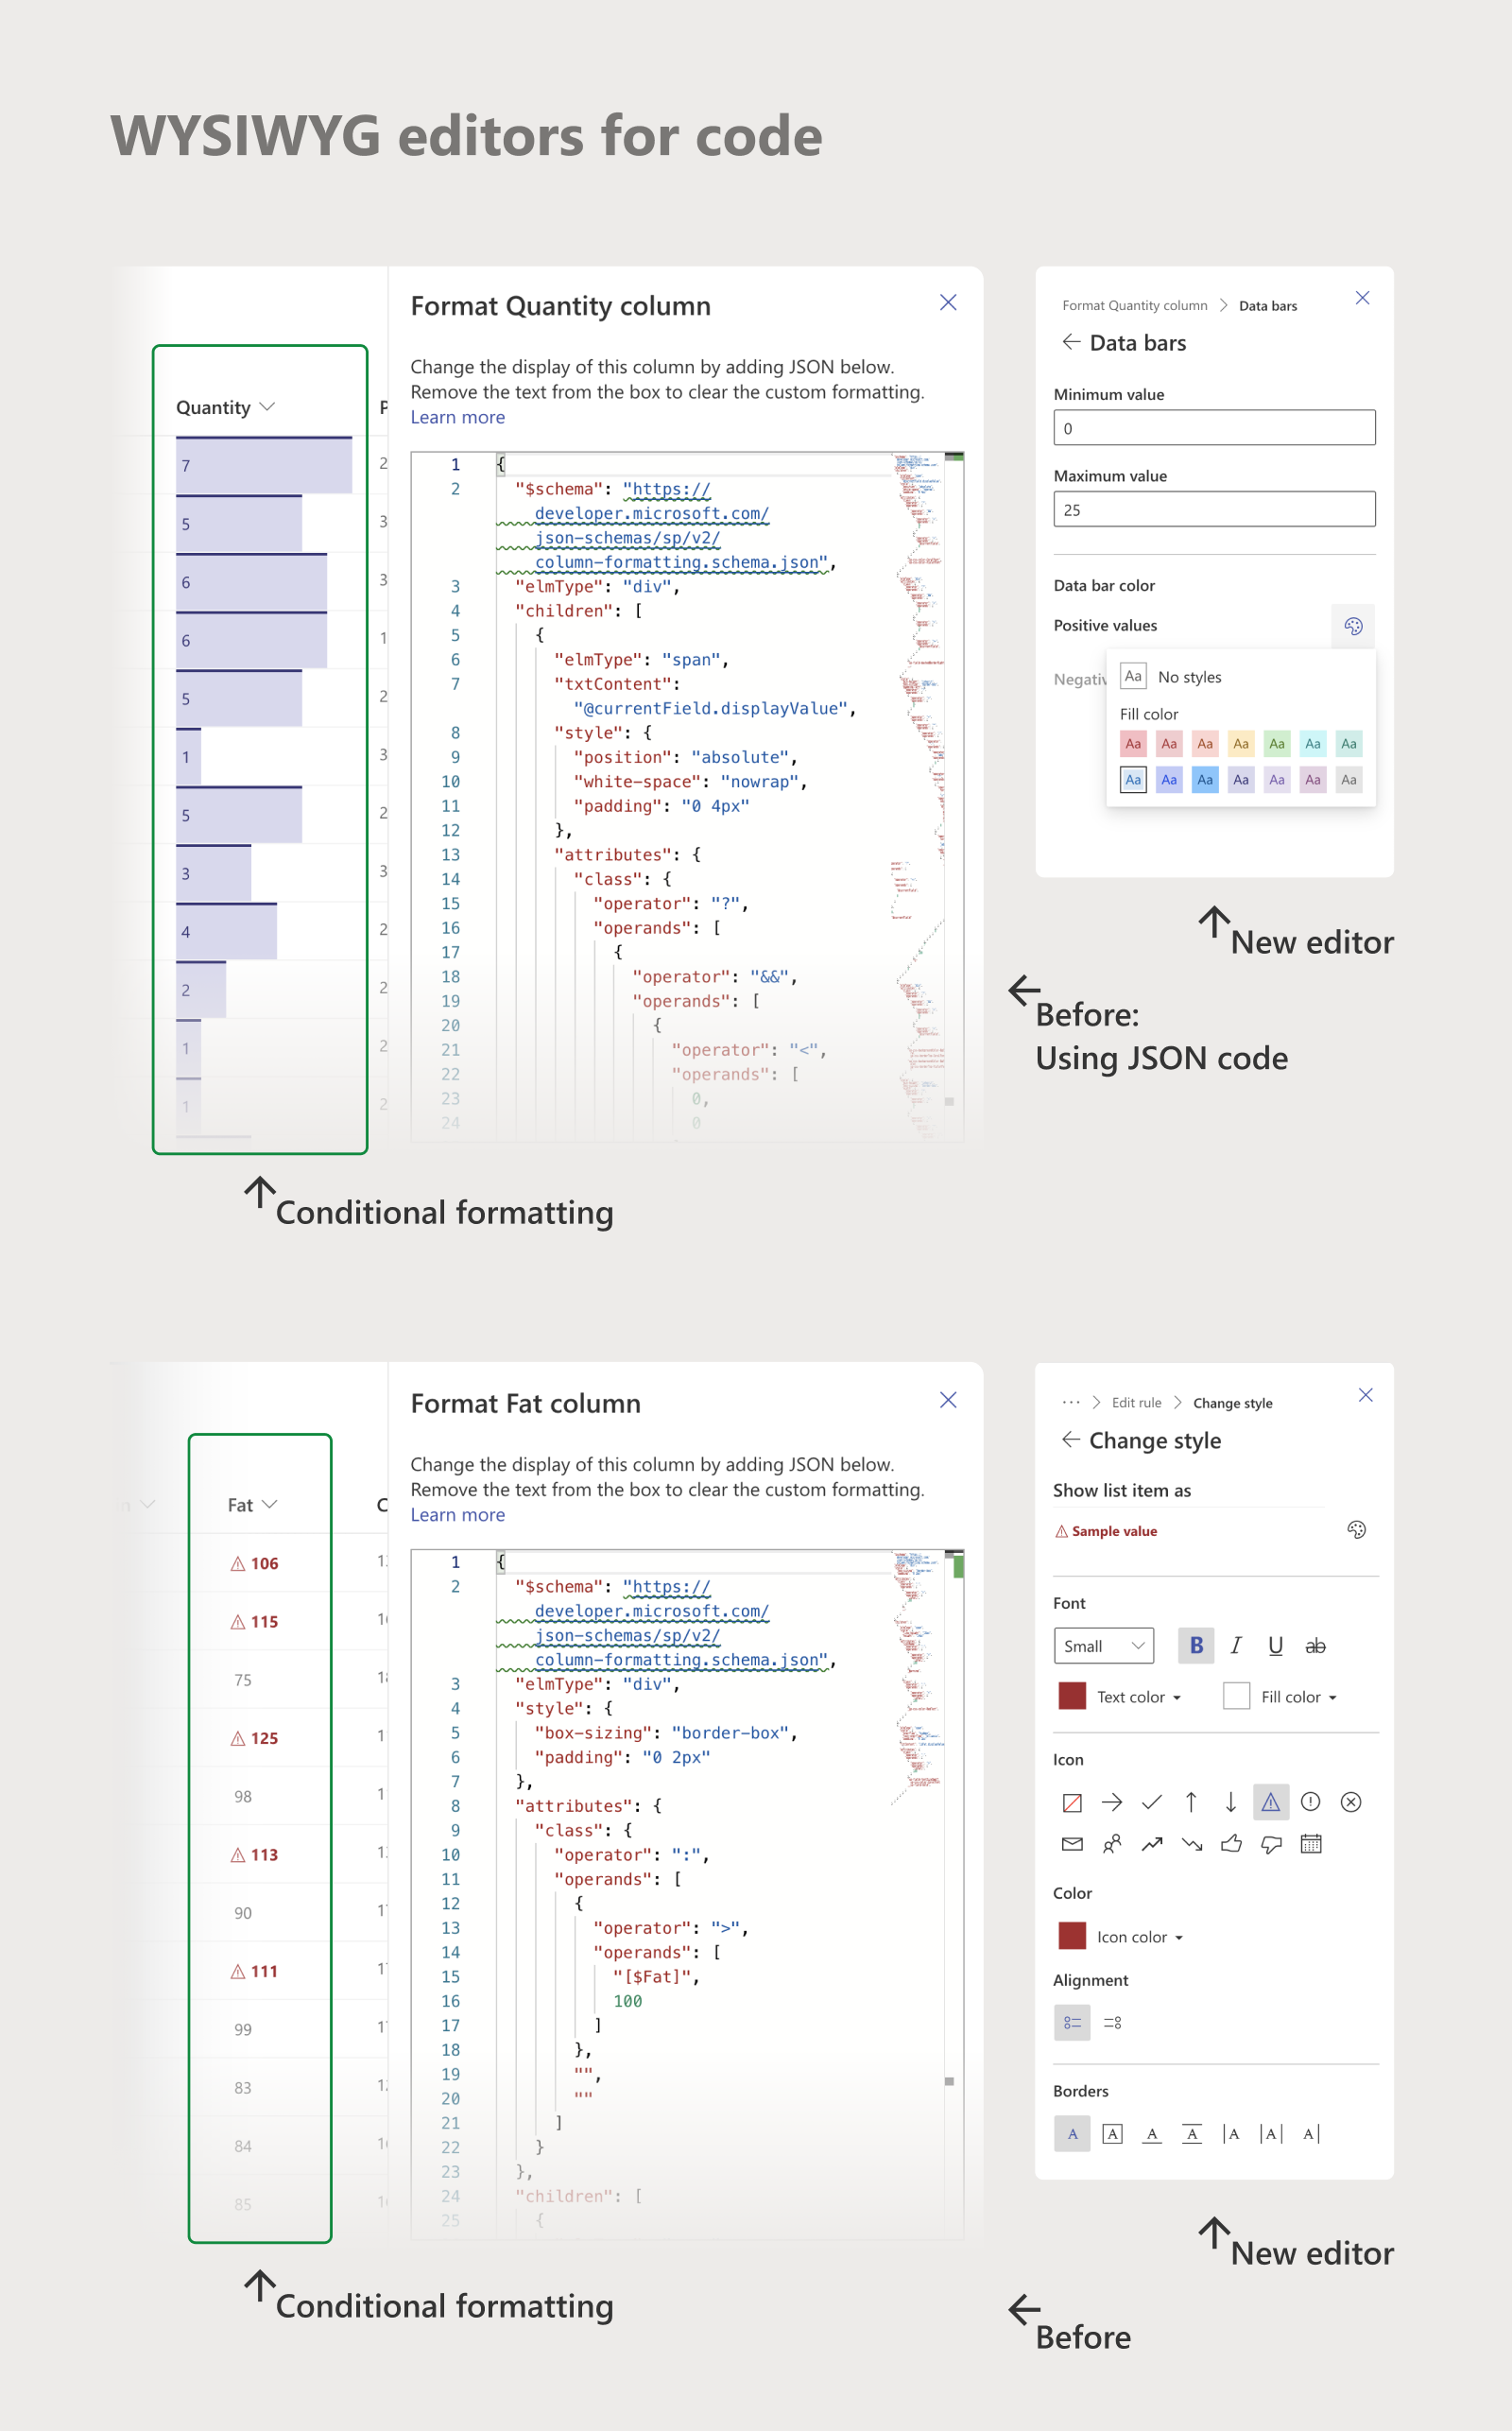 WYSIWYG editors for code
Quantity
P
7
2
5
3
6
3
6
1
5
2
1
3
5
2
3
3
4
2
2
2
1
2
1
2
Format Quantity column
Change the display of this column by adding JSON below.
Remove the text from the box to clear the custom formatting.
Learn more
1 {
2 "$schema": "https://
developer.microsoft.com/
json-schemas/sp/v2/
column-formatting.schema.json",
3 "elmType": "div",
4 "children": [
5 {
6 "elmType": "span",
7 "txtContent":
"@currentField.displayValue",
8 "style": {
9 "position": "absolute",
10 "white-space": "nowrap",
11 "padding": "0 4px"
12 },
13 "attributes": {
14 "class": {
15 "operator": "?",
16 "operands": [
17 {
18 "operator": "&&",
19 "operands": [
20 {
21 "operator": "<",
22 "operands": [
23 0,
24 0
Format Quantity column > Data bars
Data bars
Minimum value
0
Maximum value
25
Data bar color
Positive values
Negativ
Aa No styles
Fill color
Aa Aa Aa Aa Aa Aa Aa
Aa Aa Aa Aa Aa Aa Aa
New editor
Before:
Using JSON code
Conditional formatting
Fat
C
106
115
75
125
98
113
90
111
99
83
84
85
Format Fat column
Change the display of this column by adding JSON below.
Remove the text from the box to clear the custom formatting.
Learn more
1 {
2 "$schema": "https://
developer.microsoft.com/
json-schemas/sp/v2/
column-formatting.schema.json",
3 "elmType": "div",
4 "style": {
5 "box-sizing": "border-box",
6 "padding": "0 2px"
7 },
8 "attributes": {
9 "class": {
10 "operator": ":",
11 "operands": [
12 {
13 "operator": ">",
14 "operands": [
15 "[$Fat]",
16 100
17 ]
18 },
19 "",
20 ""
21 ]
22 }
23 },
24 "children": [
25 {
··· > Edit rule > Change style
Change style
Show list item as
Sample value
Font
Small B I U ab
Text color Fill color
Icon
Color
Icon color
Alignment
Borders
A A A A A A A
New editor
Conditional formatting
Before